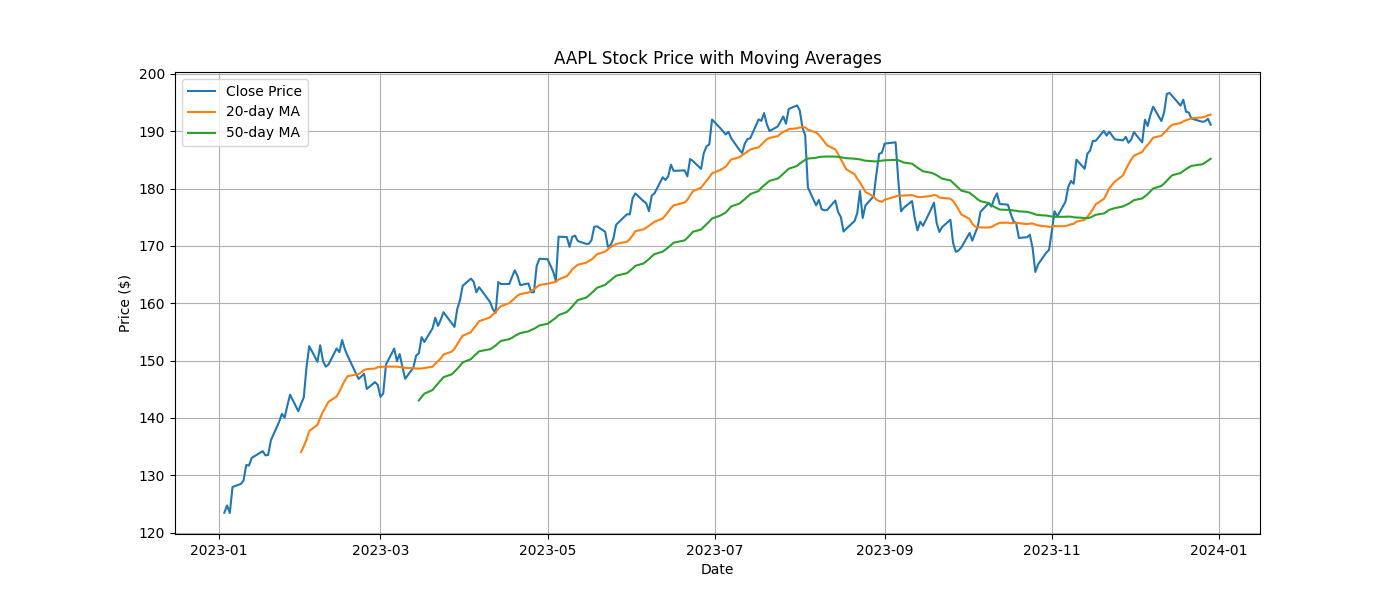 AAPL Stock Price with Moving Averages
Close Price
20-day MA
50-day MA
200
190
180
170
160
150
140
130
120
Price ($)
2023-01 2023-03 2023-05 2023-07 2023-09 2023-11 2024-01
Date